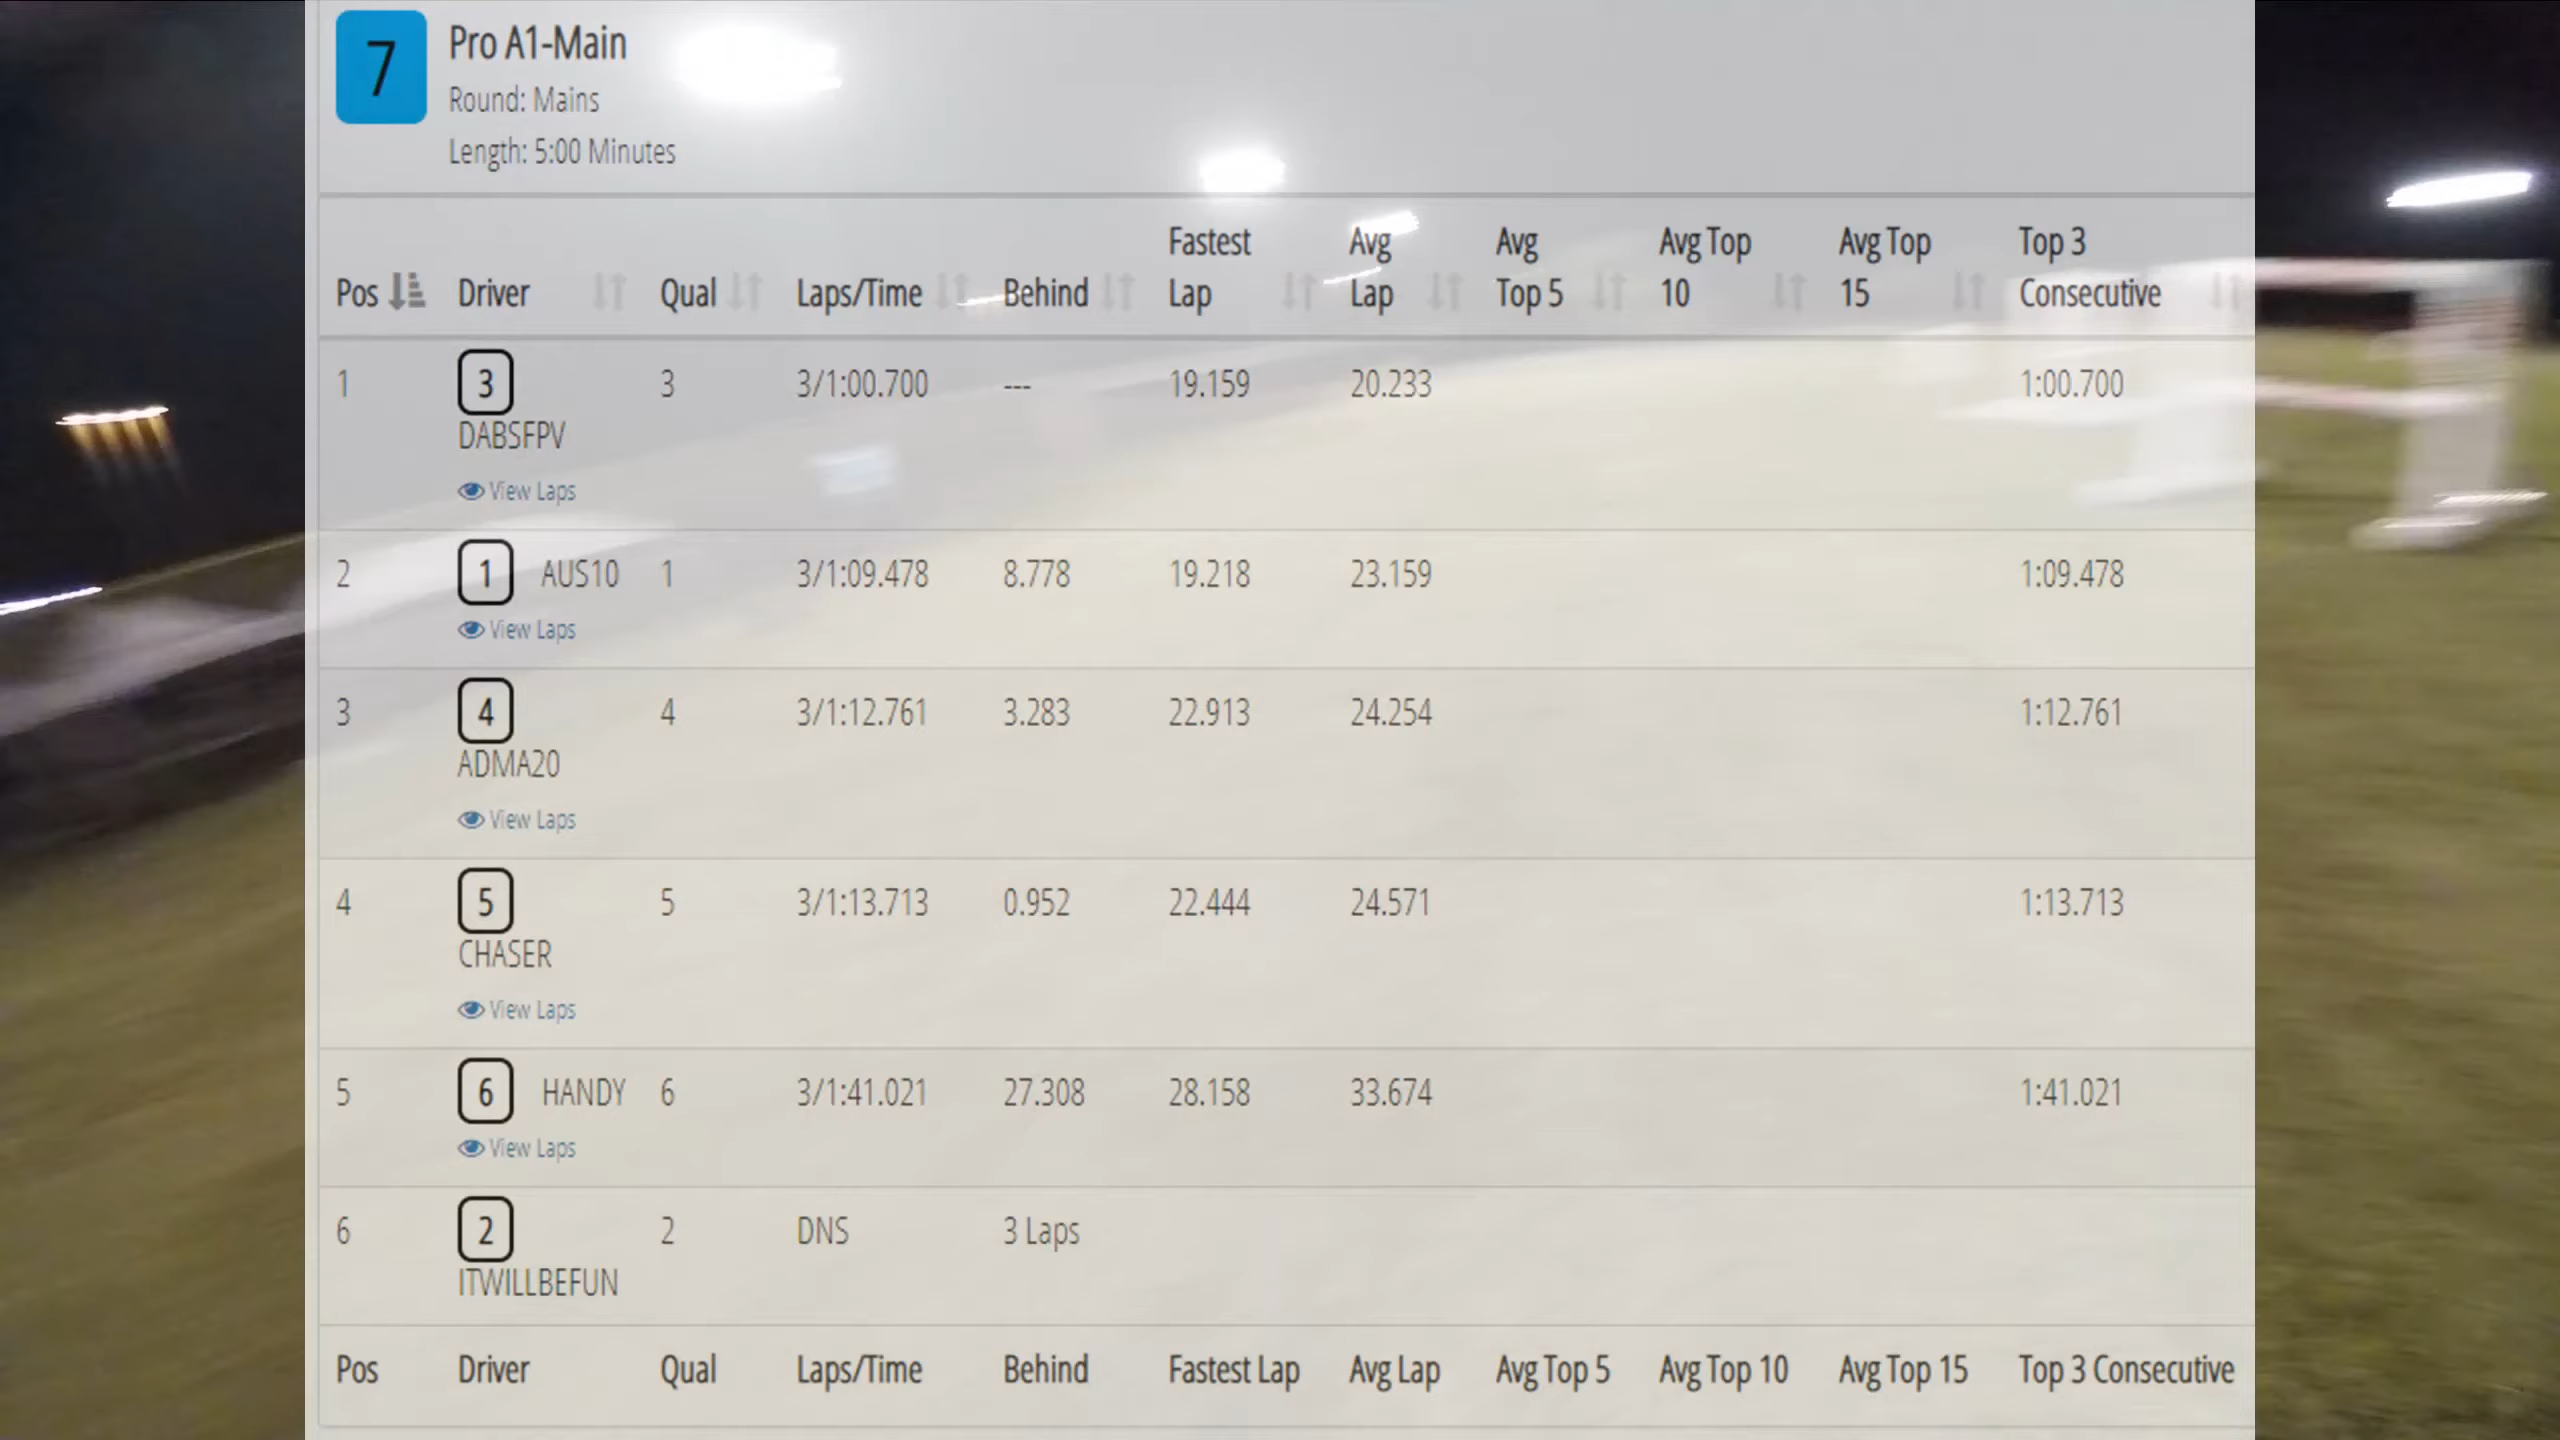 7
Pro A1-Main
Round: Mains
Length: 5:00 Minutes
Pos Driver Qual Laps/Time Behind Fastest Lap Avg Lap Avg Top 5 Avg Top 10 Avg Top 15 Top 3 Consecutive
1 3 DABSFPV 3 3/1:00.700 --- 19.159 20.233 1:00.700
View Laps
2 1 AUS10 1 3/1:09.478 8.778 19.218 23.159 1:09.478
View Laps
3 4 ADMA20 4 3/1:12.761 3.283 22.913 24.254 1:12.761
View Laps
4 5 CHASER 5 3/1:13.713 0.952 22.444 24.571 1:13.713
View Laps
5 6 HANDY 6 3/1:41.021 27.308 28.158 33.674 1:41.021
View Laps
6 2 ITWILLBEFUN 2 DNS 3 Laps
Pos Driver Qual Laps/Time Behind Fastest Lap Avg Lap Avg Top 5 Avg Top 10 Avg Top 15 Top 3 Consecutive